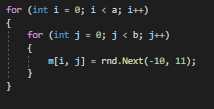 for (int i = 0; i < a; i++)
{
for (int j = 0; j < b; j++)
{
m[i, j] = rnd.Next(-10, 11);
}
}